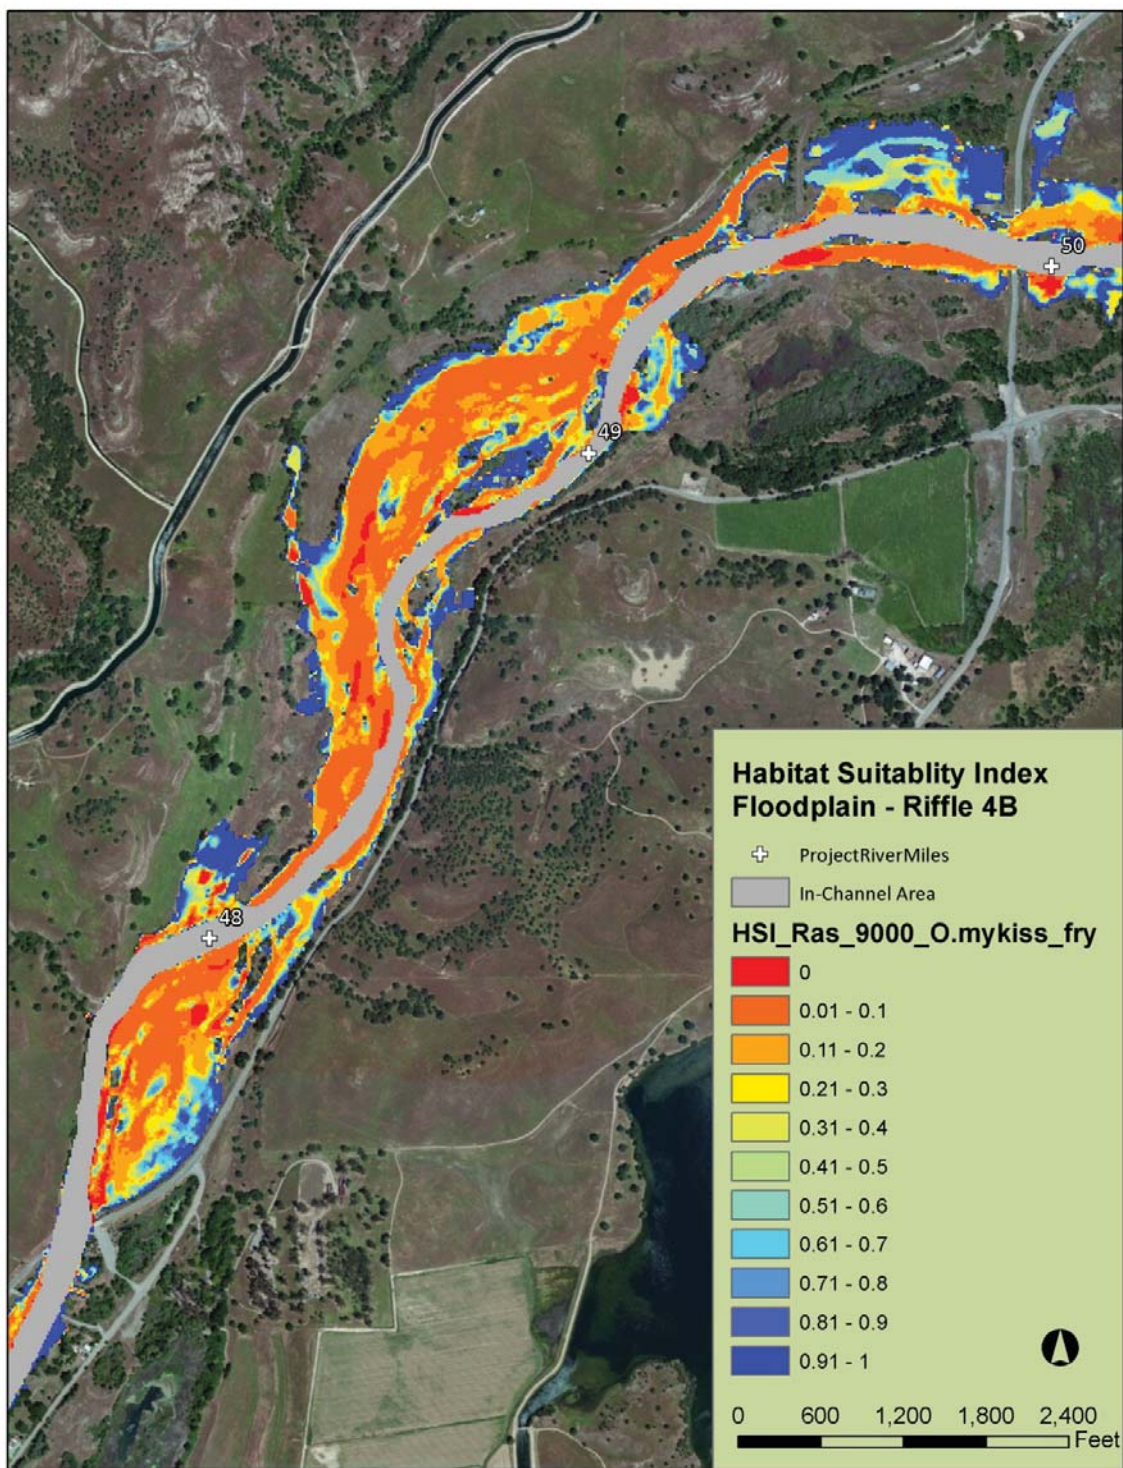 50
49
48
Habitat Suitablity Index
Floodplain - Riffle 4B
ProjectRiverMiles
In-Channel Area
HSI_Ras_9000_O.mykiss_fry
0
0.01 - 0.1
0.11 - 0.2
0.21 - 0.3
0.31 - 0.4
0.41 - 0.5
0.51 - 0.6
0.61 - 0.7
0.71 - 0.8
0.81 - 0.9
0.91 - 1
0 600 1,200 1,800 2,400
Feet